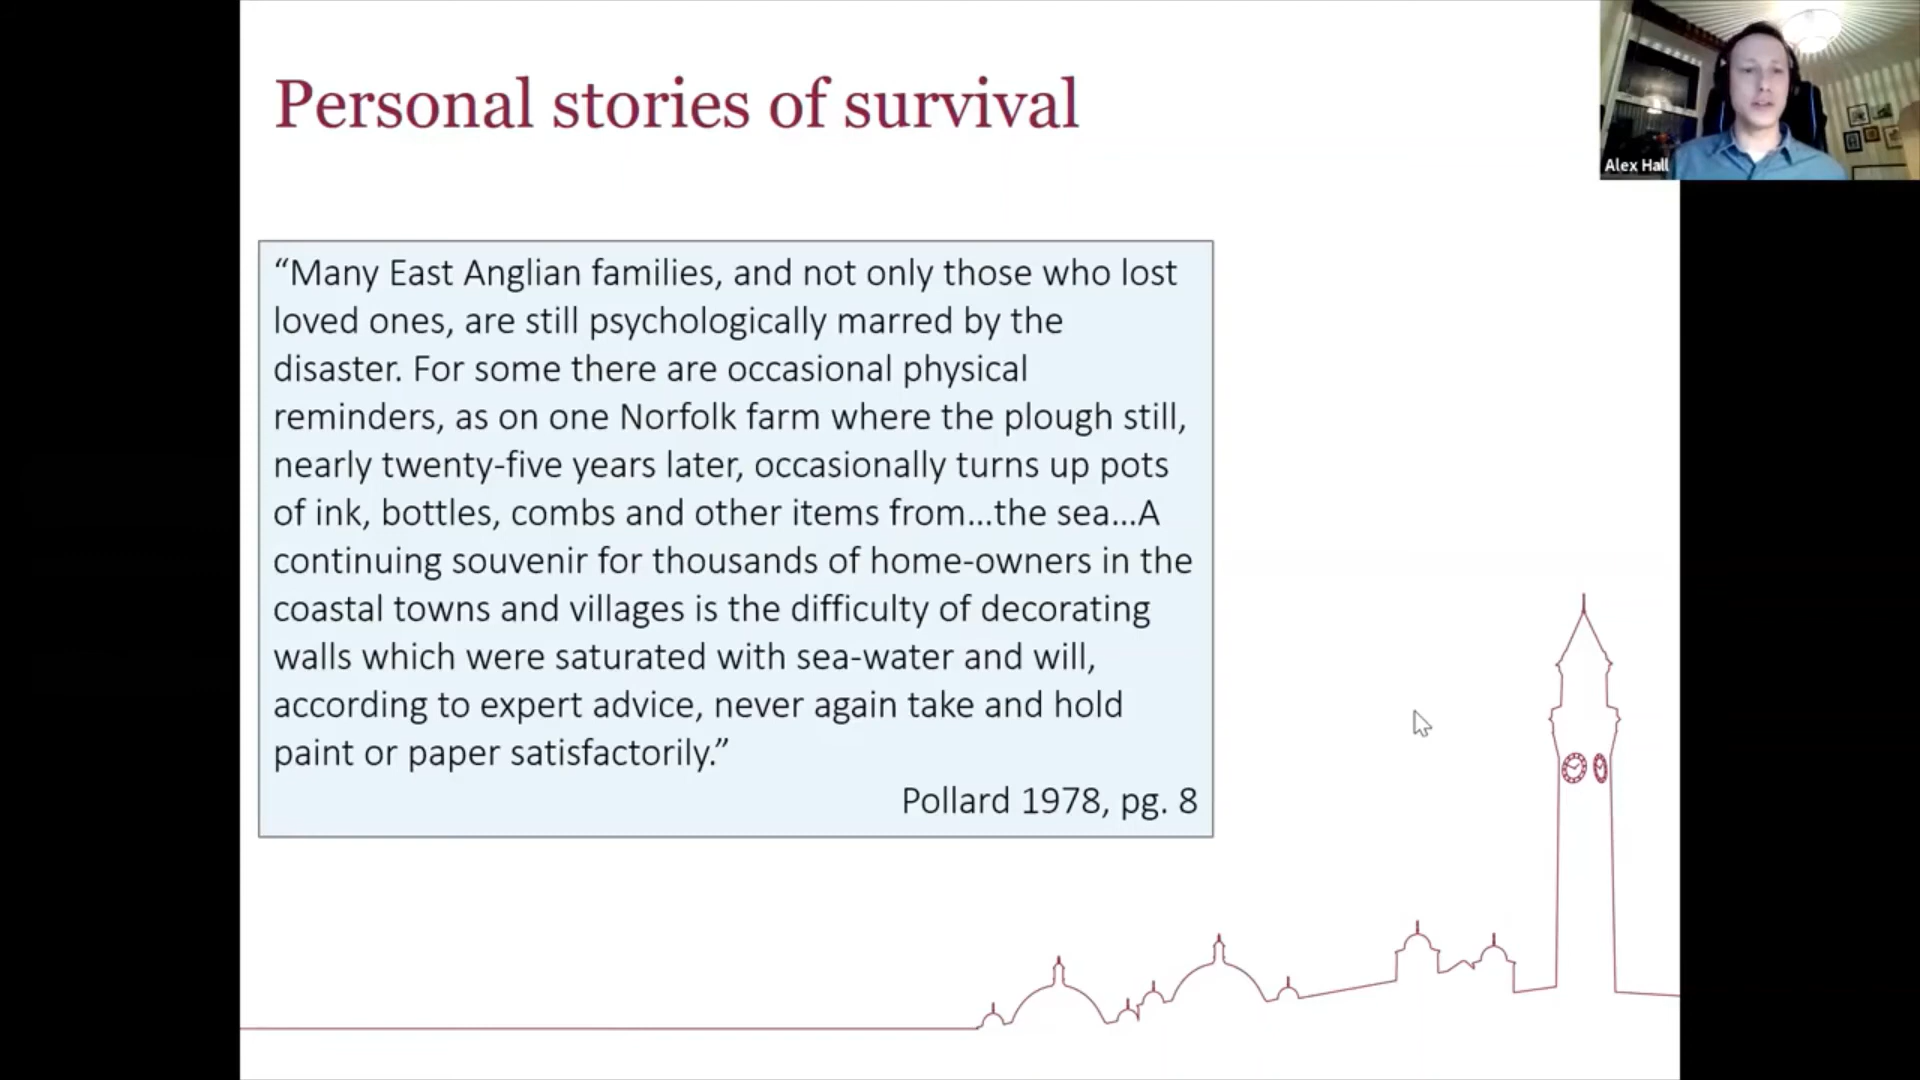 Personal stories of survival
Alex Hall
“Many East Anglian families, and not only those who lost
loved ones, are still psychologically marred by the
disaster. For some there are occasional physical
reminders, as on one Norfolk farm where the plough still,
nearly twenty-five years later, occasionally turns up pots
of ink, bottles, combs and other items from...the sea...A
continuing souvenir for thousands of home-owners in the
coastal towns and villages is the difficulty of decorating
walls which were saturated with sea-water and will,
according to expert advice, never again take and hold
paint or paper satisfactorily.”
Pollard 1978, pg. 8